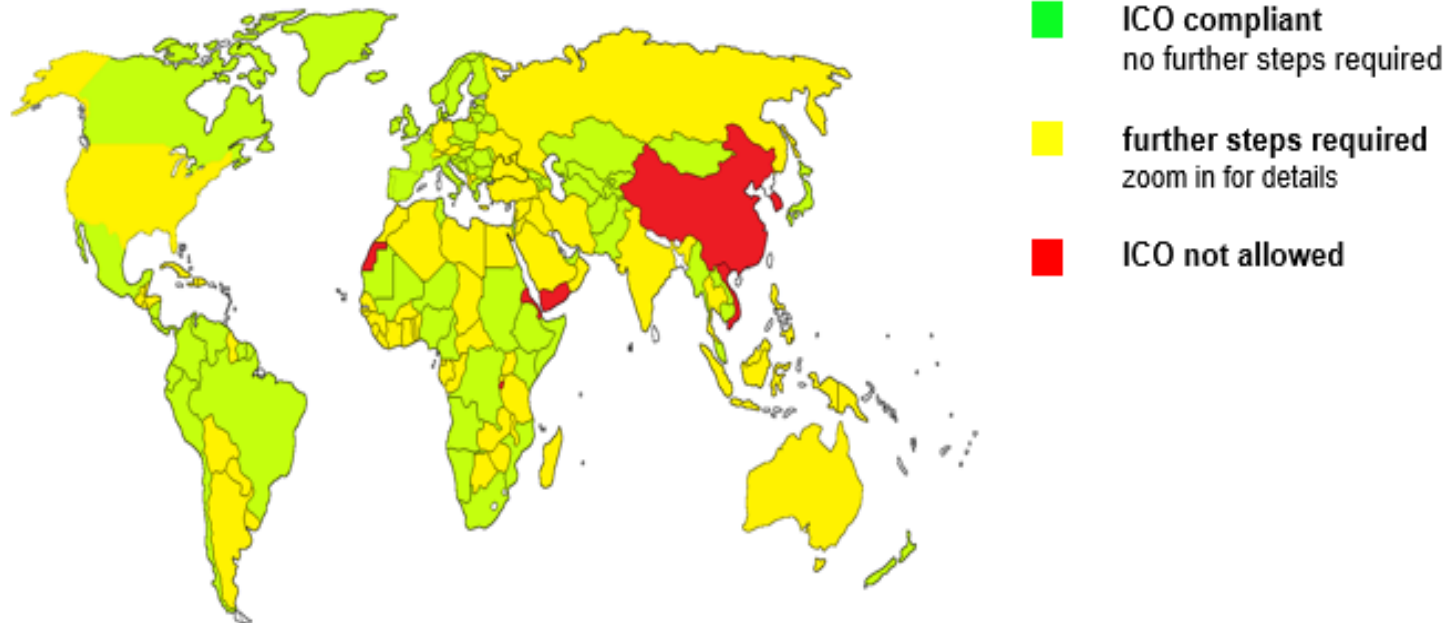 ICO compliant
no further steps required
further steps required
zoom in for details
ICO not allowed